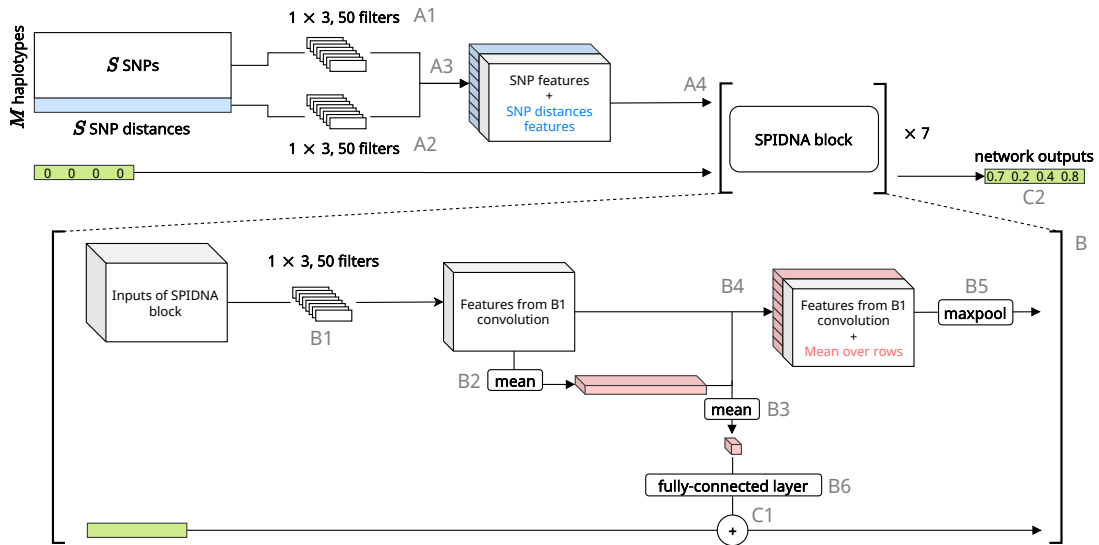 1 × 3, 50 filters
A1
M haplotypes
S SNPs
A3
SNP features
+
SNP distances
features
A4
SPIDNA block
× 7
S SNP distances
1 × 3, 50 filters
A2
0 0 0 0
network outputs
0.7 0.2 0.4 0.8
C2
B
1 × 3, 50 filters
Inputs of SPIDNA
block
B1
Features from B1
convolution
B4
Features from B1
convolution
+
Mean over rows
B5
maxpool
B2
mean
mean
B3
fully-connected layer
B6
C1
+